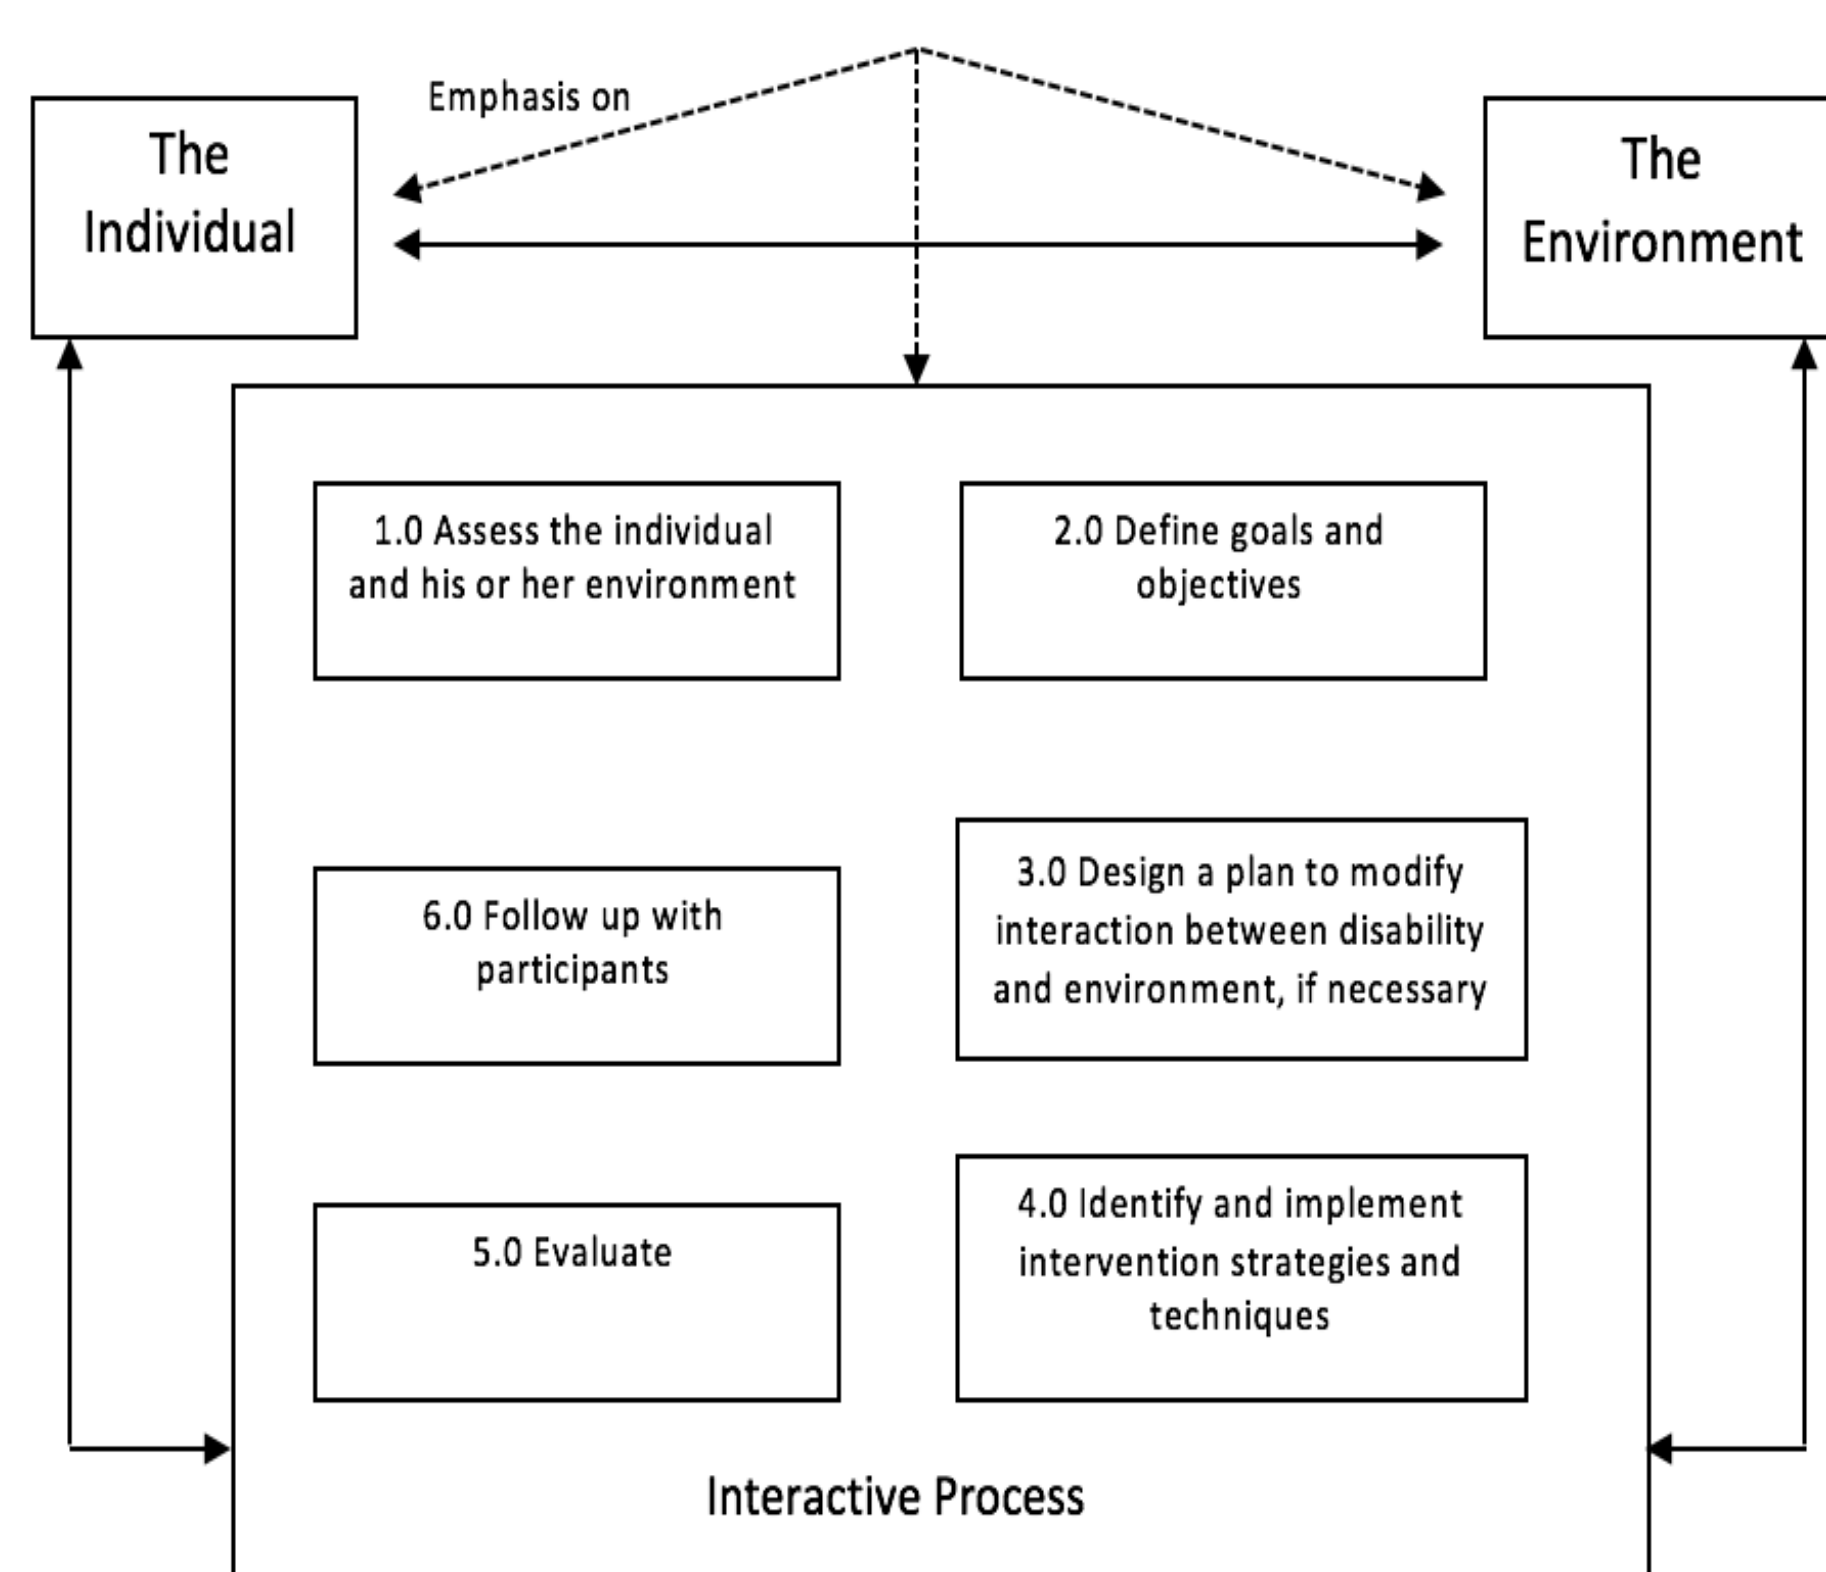 Emphasis on
The
Individual
The
Environment
1.0 Assess the individual
and his or her environment
2.0 Define goals and
objectives
6.0 Follow up with
participants
3.0 Design a plan to modify
interaction between disability
and environment, if necessary
5.0 Evaluate
4.0 Identify and implement
intervention strategies and
techniques
Interactive Process